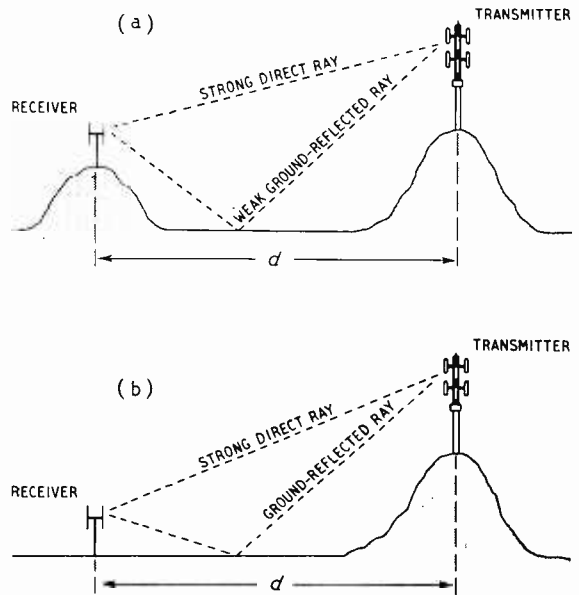 (a)
TRANSMITTER
STRONG DIRECT RAY
RECEIVER
WEAK GROUND-REFLECTED RAY
d
(b)
TRANSMITTER
STRONG DIRECT RAY
GROUND-REFLECTED RAY
RECEIVER
d